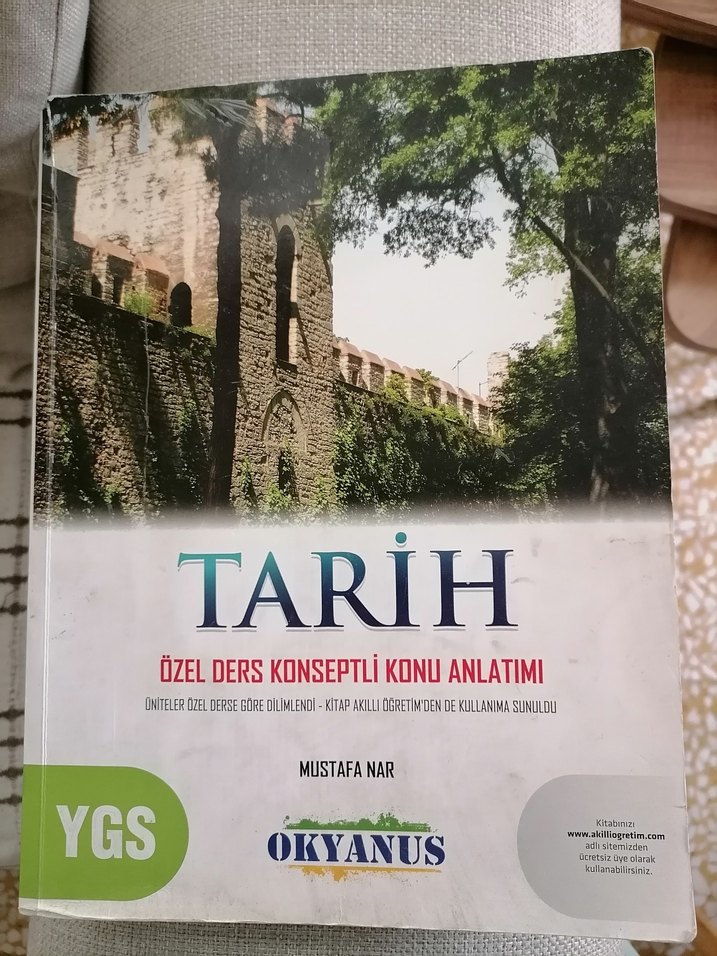 TARİH
ÖZEL DERS KONSEPTLİ KONU ANLATIMI
ÜNİTELER ÖZEL DERSE GÖRE DİLİMLENDİ - KİTAP AKILLI ÖĞRETİM'DEN DE KULLANIMA SUNULDU
MUSTAFA NAR
YGS
OKYANUS
Kitabınızı
www.akilliogretim.com
adlı sitemizden
ücretsiz üye olarak
kullanabilirsiniz.